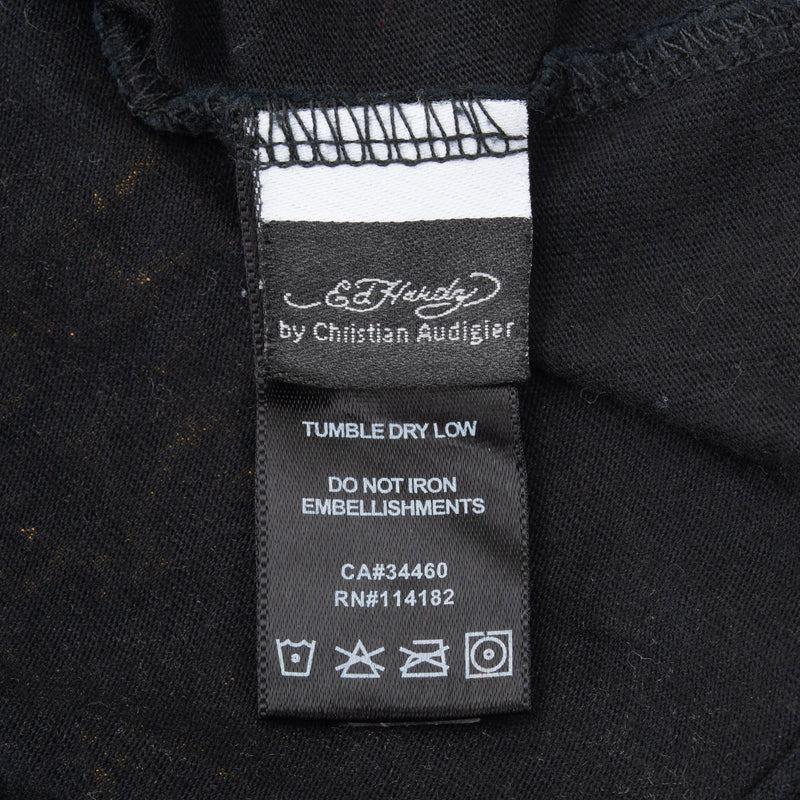 Ed Hardy
by Christian Audigier
TUMBLE DRY LOW
DO NOT IRON
EMBELLISHMENTS
CA#34460
RN#114182